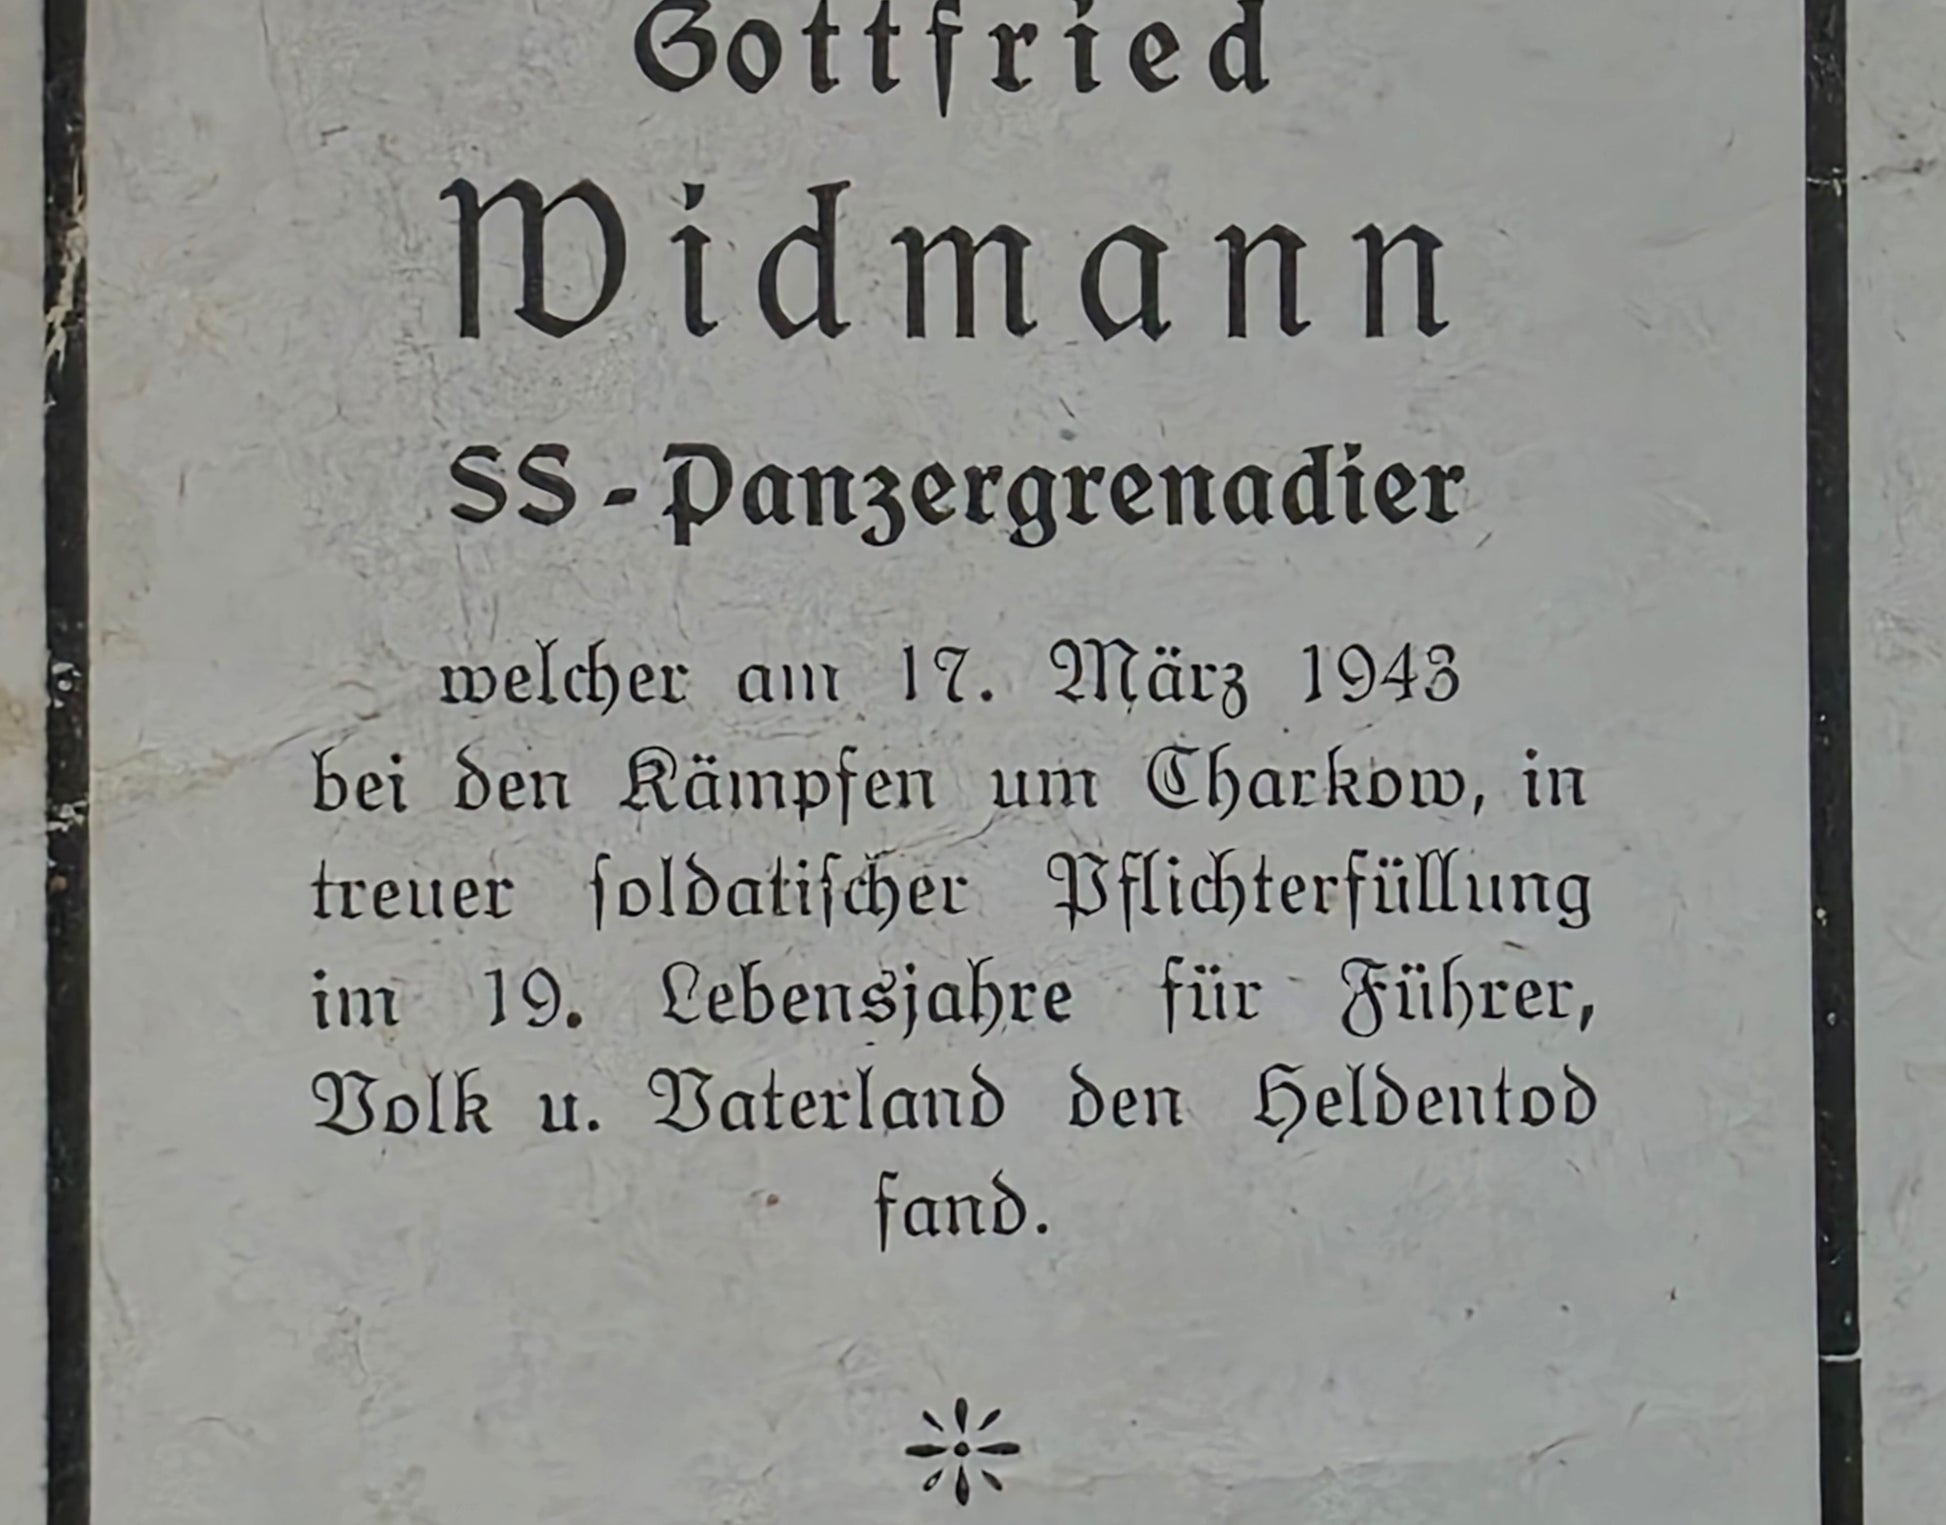 Gottfried
Widmann
SS-Panzergrenadier
welcher am 17. März 1943
bei den Kämpfen um Charkow, in
treuer soldatischer Pflichterfüllung
im 19. Lebensjahre für Führer,
Volk u. Vaterland den Heldentod
fand.